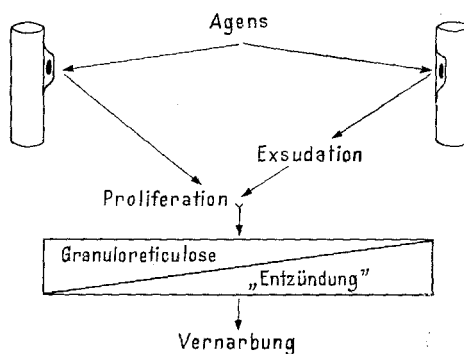 Agens
Exsudation
Proliferation
Granuloreticulose
„Entzündung”
Vernarbung